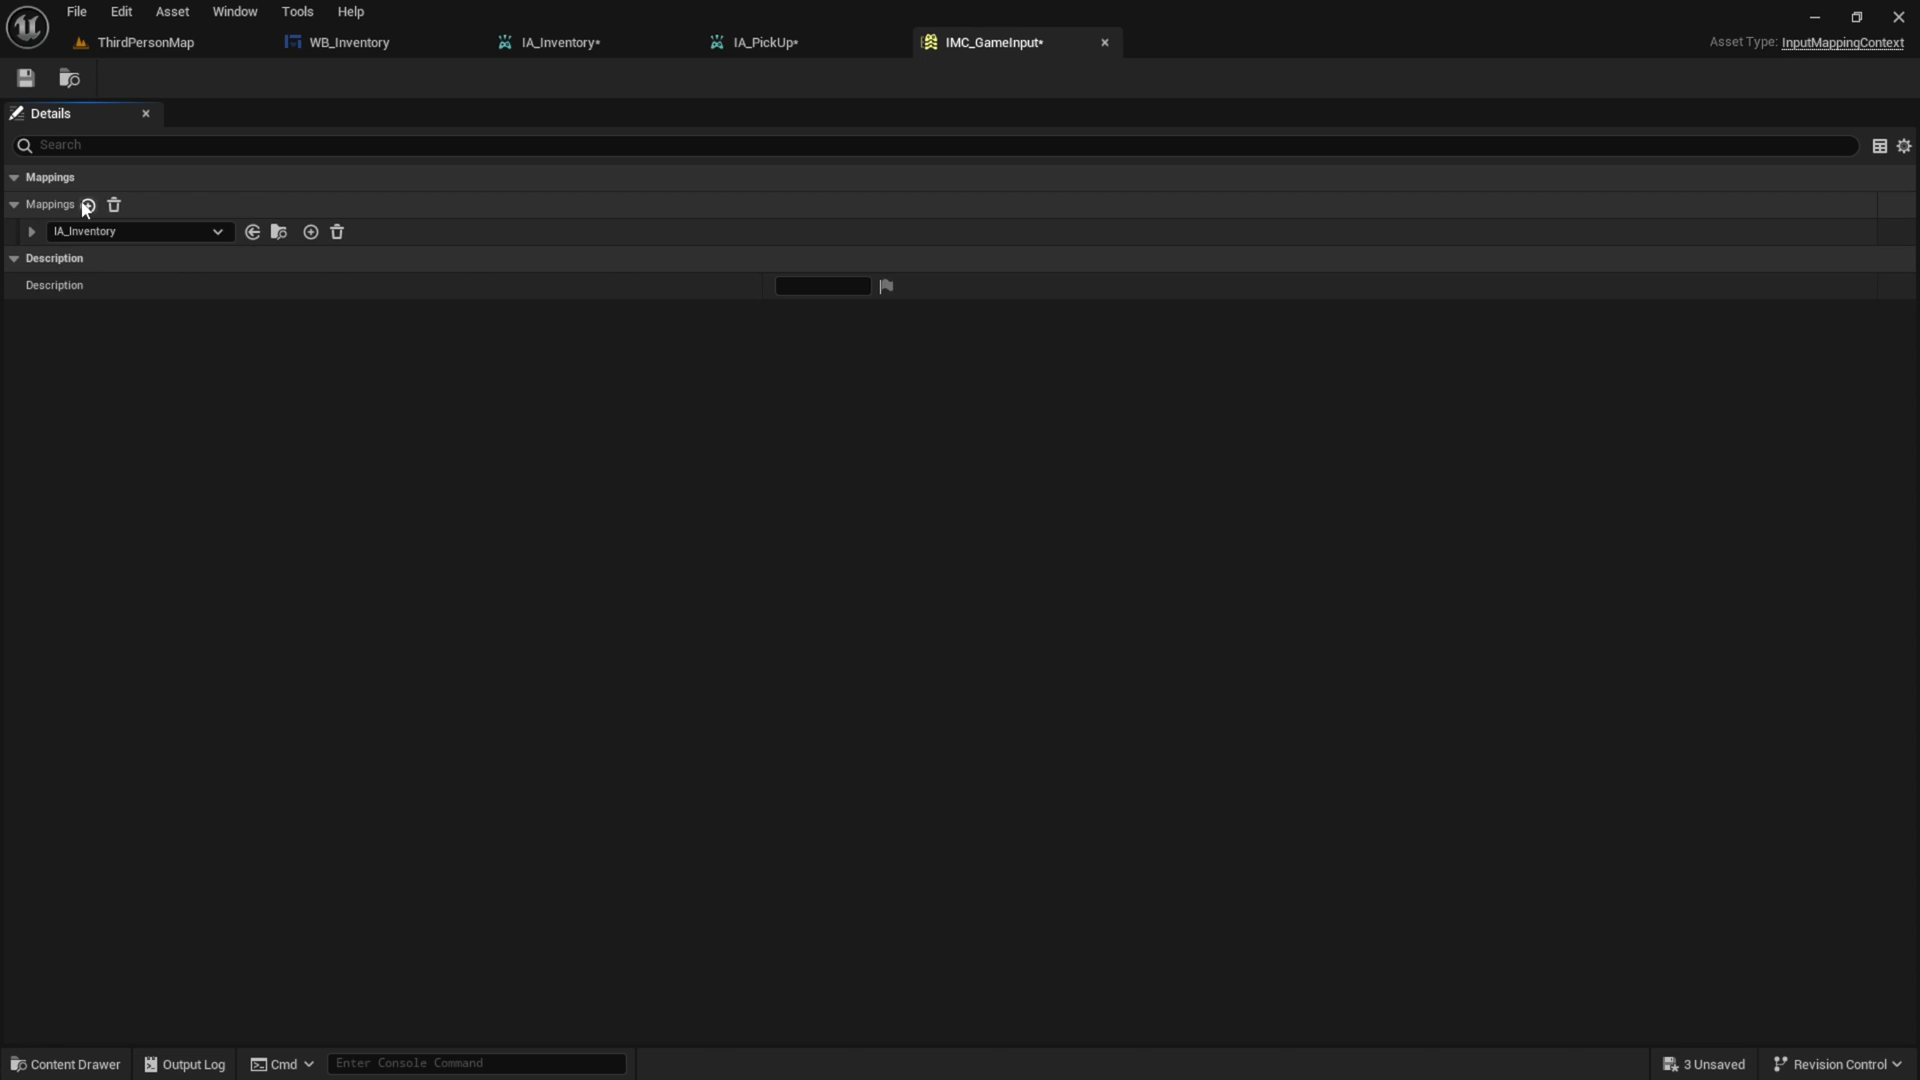 File Edit Asset Window Tools Help
ThirdPersonMap WB_Inventory IA_Inventory* IA_PickUp* IMC_GameInput* Asset Type: InputMappingContext
Details
Search
Mappings
Mappings
IA_Inventory
Description
Description
Content Drawer Output Log Cmd Enter Console Command 3 Unsaved Revision Control